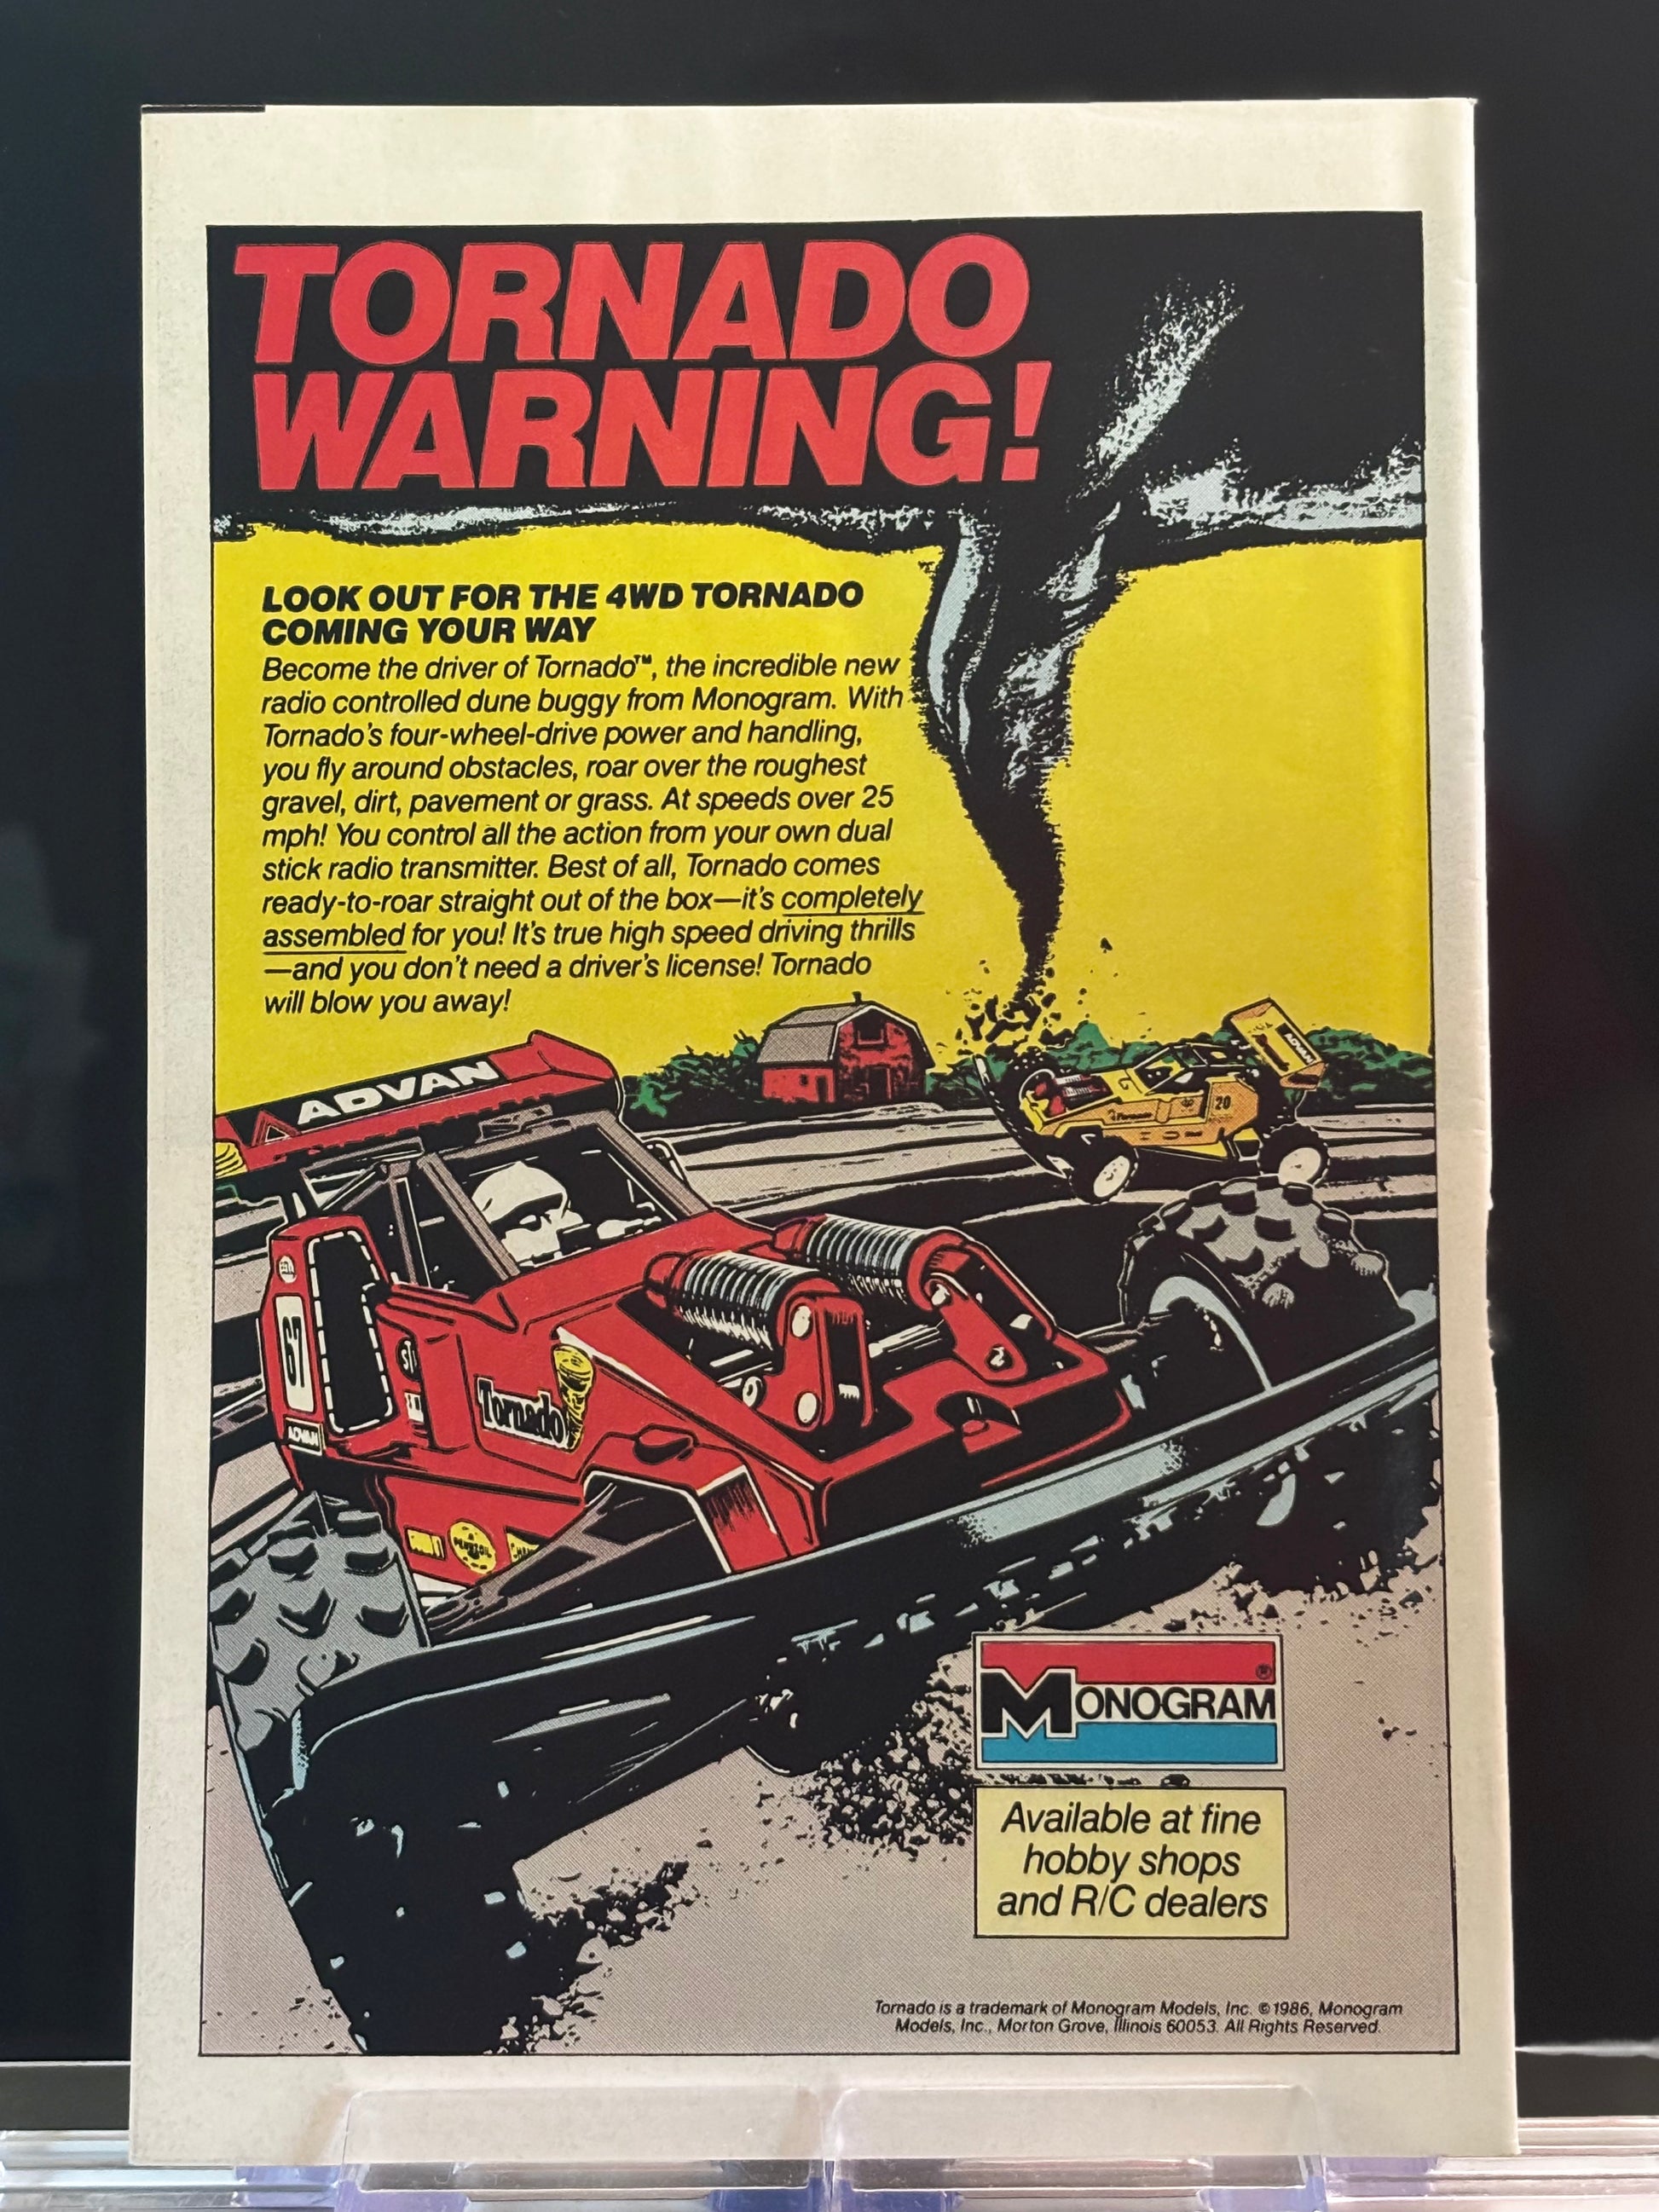 TORNADO
WARNING!
LOOK OUT FOR THE 4WD TORNADO
COMING YOUR WAY
Become the driver of Tornado™, the incredible new
radio controlled dune buggy from Monogram. With
Tornado's four-wheel-drive power and handling,
you fly around obstacles, roar over the roughest
gravel, dirt, pavement or grass. At speeds over 25
mph! You control all the action from your own dual
stick radio transmitter. Best of all, Tornado comes
ready-to-roar straight out of the box—it's completely
assembled for you! It's true high speed driving thrills
—and you don't need a driver's license! Tornado
will blow you away!
ADVAN
ADVAN
20
67
ADVAN
Tornado
PENNZOIL
MONOGRAM®
Available at fine
hobby shops
and R/C dealers
Tornado is a trademark of Monogram Models, Inc. ©1986, Monogram
Models, Inc., Morton Grove, Illinois 60053. All Rights Reserved.